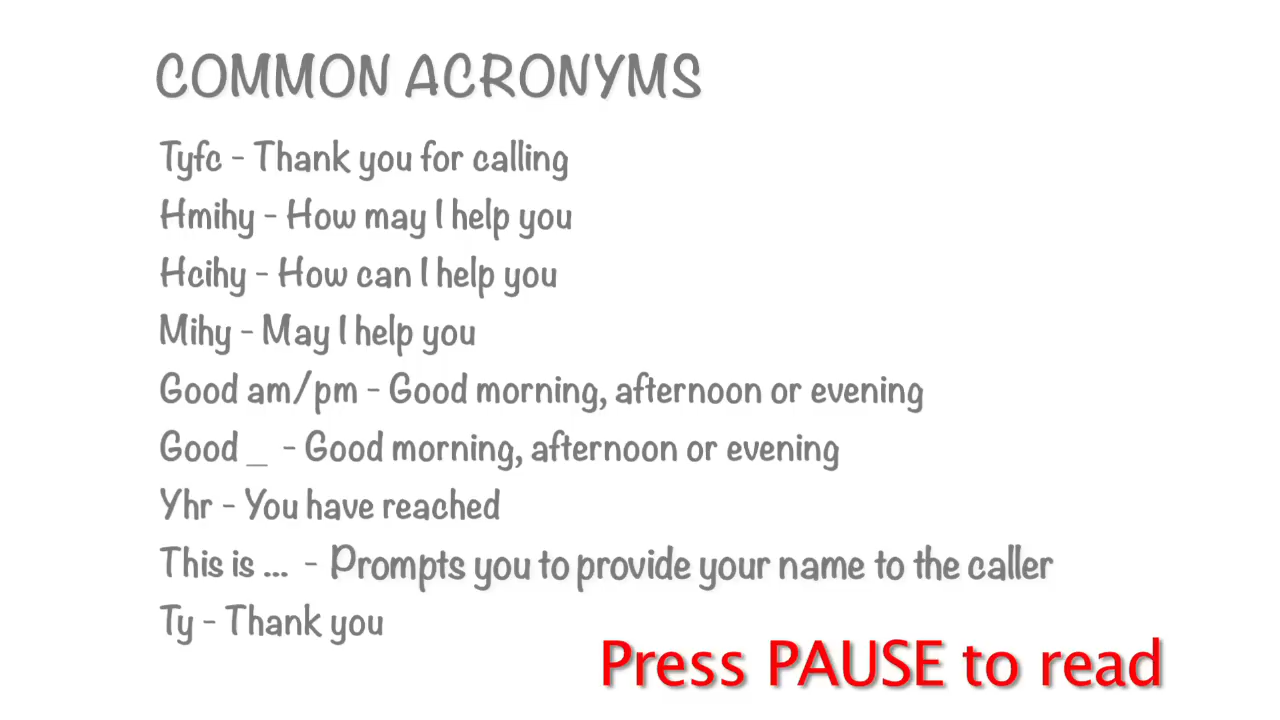 COMMON ACRONYMS
Tyfc - Thank you for calling
Hmihy - How may I help you
Hcihy - How can I help you
Mihy - May I help you
Good am/pm - Good morning, afternoon or evening
Good _ - Good morning, afternoon or evening
Yhr - You have reached
This is ... - Prompts you to provide your name to the caller
Ty - Thank you
Press PAUSE to read